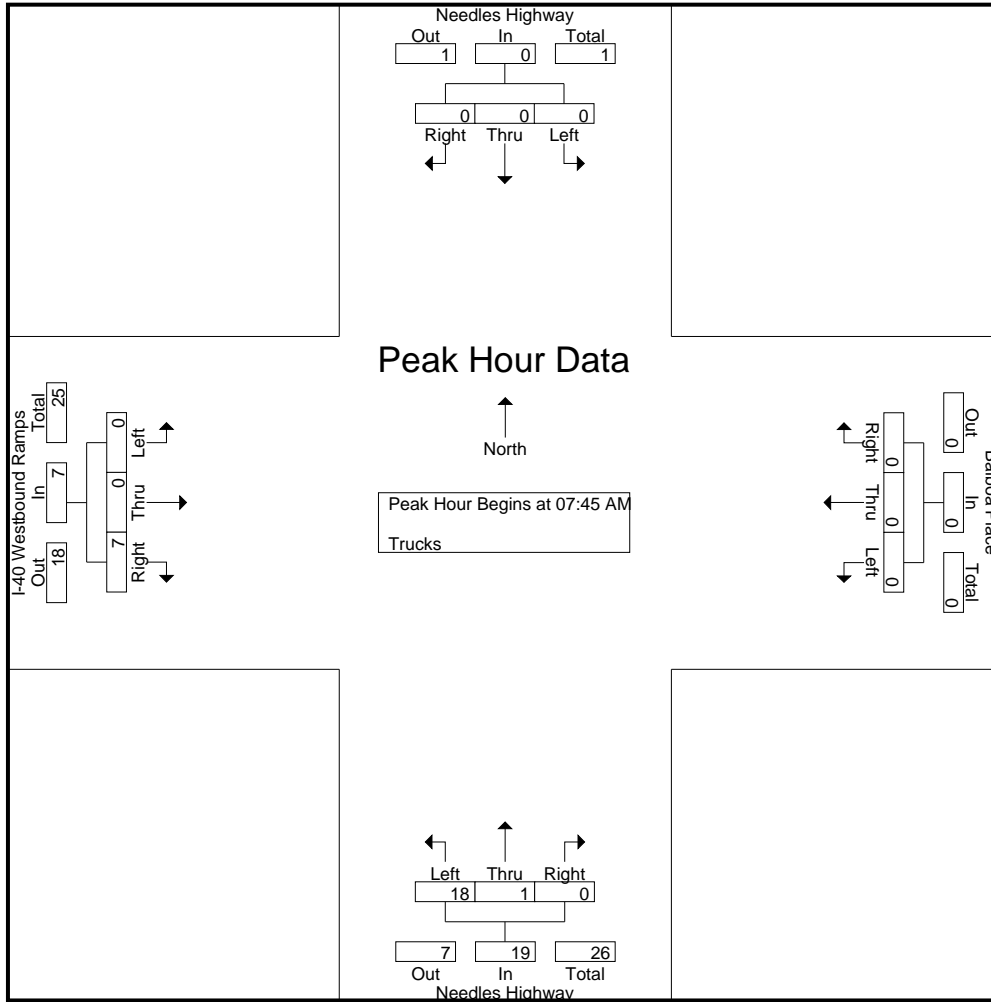 Needles Highway
Out In Total
1 0 1
0 0 0
Right Thru Left
Peak Hour Data
North
Peak Hour Begins at 07:45 AM
Trucks
I-40 Westbound Ramps
Out In Total
18 7 25
7 0 0
Right Thru Left
Balboa Place
Out In Total
0 0 0
Right Thru Left
0 0 0
Left Thru Right
18 1 0
7 19 26
Out In Total
Needles Highway